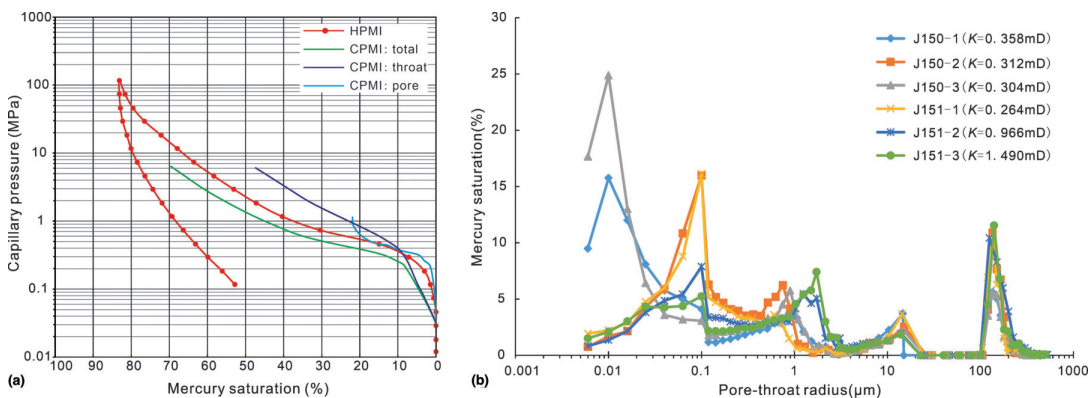 1000
100
10
1
0.1
0.01
Capillary pressure (MPa)
HPMI
CPMI: total
CPMI: throat
CPMI: pore
100 90 80 70 60 50 40 30 20 10 0
Mercury saturation (%)
(a)
30
25
20
15
10
5
0
Mercury saturation(%)
J150-1(K=0. 358mD)
J150-2(K=0. 312mD)
J150-3(K=0. 304mD)
J151-1(K=0. 264mD)
J151-2(K=0. 966mD)
J151-3(K=1. 490mD)
0.001 0.01 0.1 1 10 100 1000
Pore-throat radius(μm)
(b)